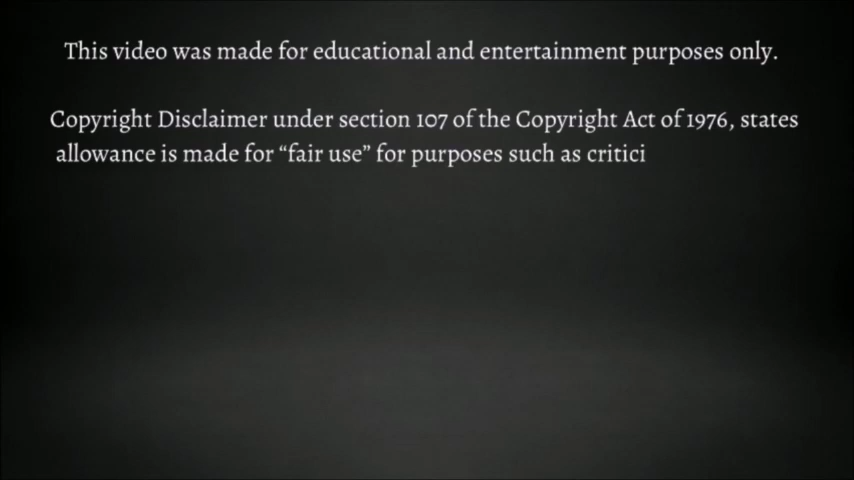 This video was made for educational and entertainment purposes only.
Copyright Disclaimer under section 107 of the Copyright Act of 1976, states
allowance is made for “fair use” for purposes such as critici